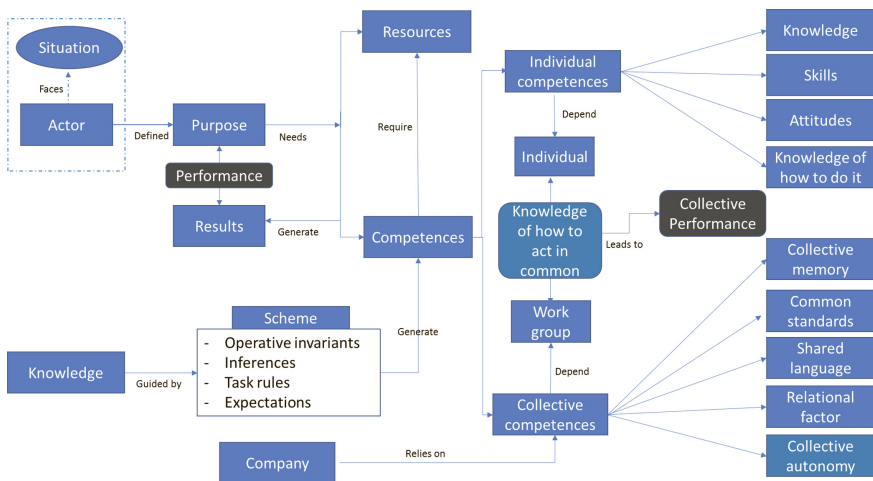 Situation
Faces
Actor
Defined
Purpose
Needs
Performance
Results
Generate
Resources
Require
Competences
Generate
Scheme
- Operative invariants
- Inferences
- Task rules
- Expectations
Knowledge
Guided by
Company
Relies on
Individual
competences
Depend
Individual
Knowledge
of how to
act in
common
Leads to
Collective
Performance
Work
group
Depend
Collective
competences
Knowledge
Skills
Attitudes
Knowledge of
how to do it
Collective
memory
Common
standards
Shared
language
Relational
factor
Collective
autonomy